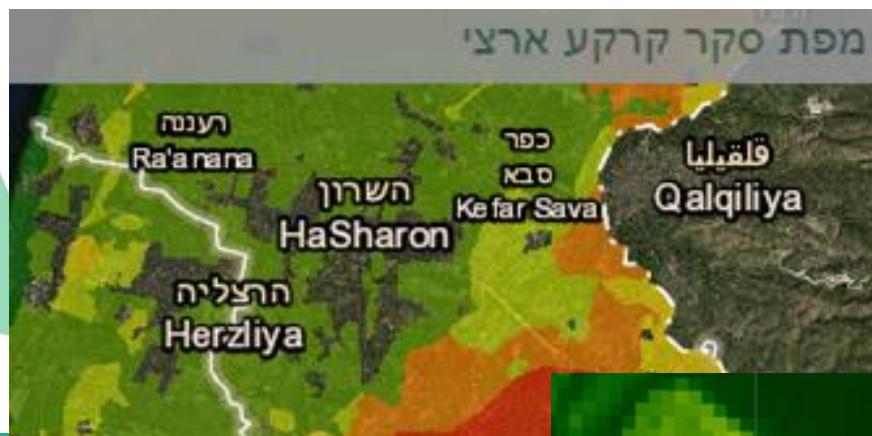 מפת סקר קרקע ארצי
רעננה
Ra'anana
כפר
סבא
Kefar Sava
قلقيليا
Qalqiliya
השרון
HaSharon
הרצליה
Herzliya